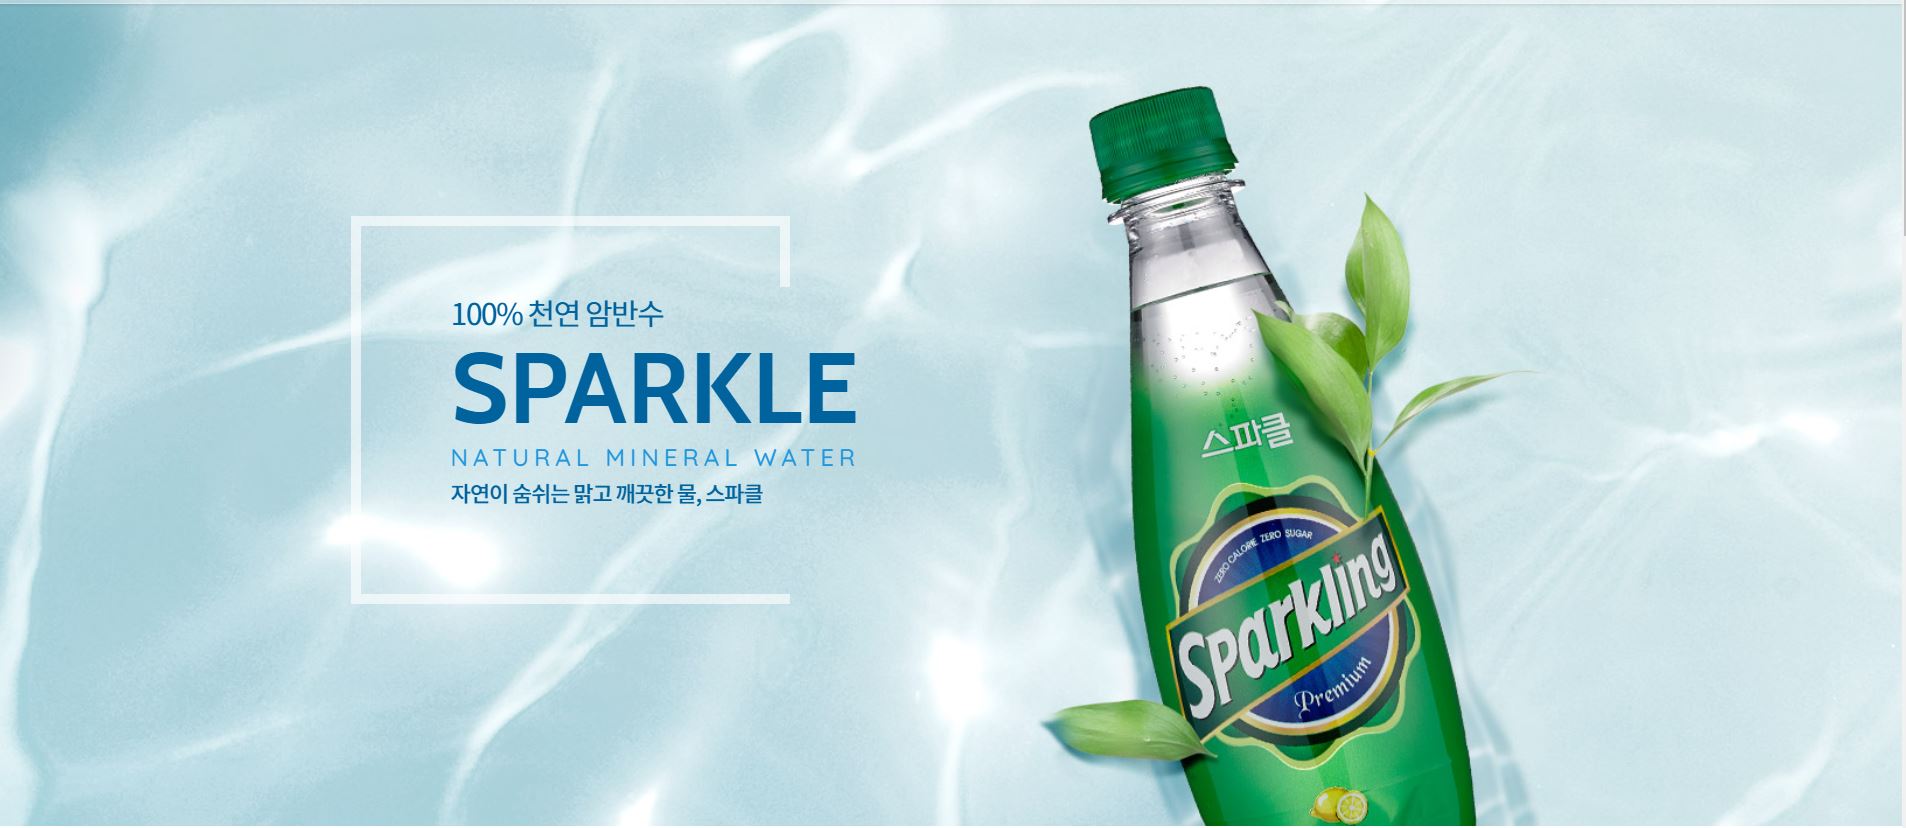 100% 천연 암반수
SPARKLE
NATURAL MINERAL WATER
자연이 숨쉬는 맑고 깨끗한 물, 스파클
스파클
ZERO CALORIE ZERO SUGAR
Sparkling
Premium